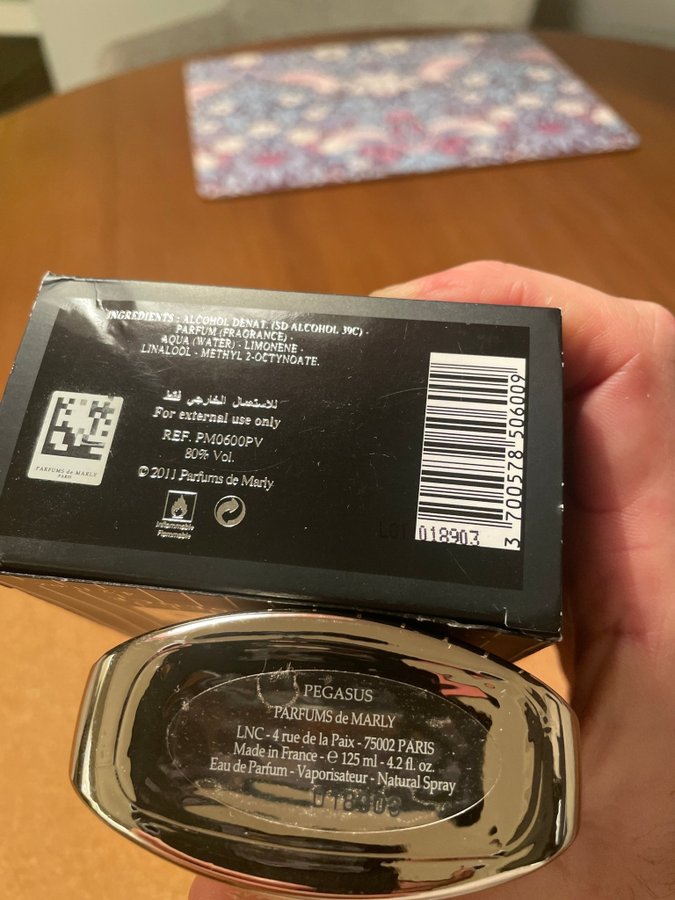 INGREDIENTS : ALCOHOL DENAT. (SD ALCOHOL 39C) -
PARFUM (FRAGRANCE) -
AQUA (WATER) - LIMONENE
LINALOOL - METHYL 2-OCTYNOATE.
للاستعمال الخارجي فقط
For external use only
REF. PM0600PV
80% Vol.
© 2011 Parfums de Marly
Inflammable
Flammable
PARFUMS de MARLY
PARIS
LOT 018903
3 700578 506009
PEGASUS
PARFUMS de MARLY
LNC - 4 rue de la Paix - 75002 PARIS
Made in France - e 125 ml - 4.2 fl. oz.
Eau de Parfum - Vaporisateur - Natural Spray
018903